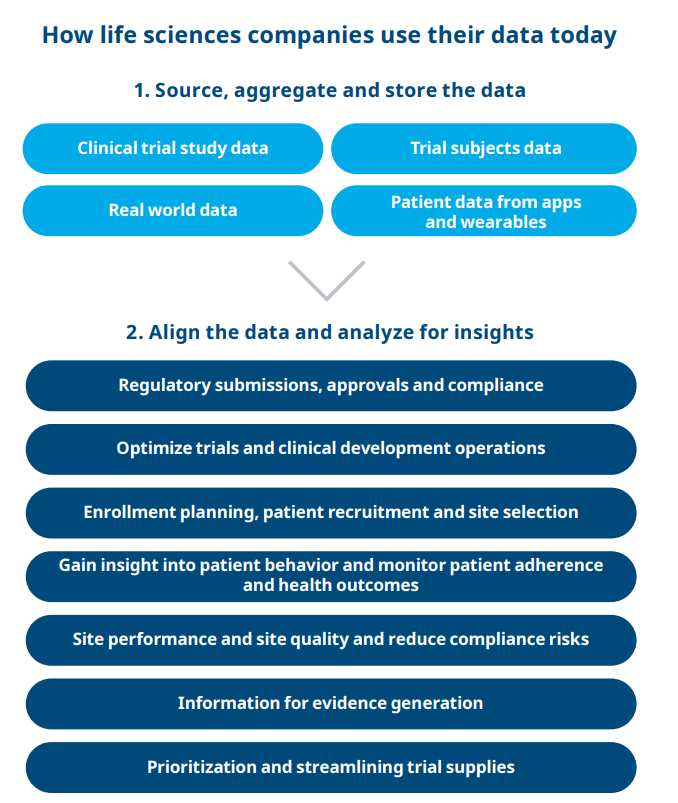 How life sciences companies use their data today
1. Source, aggregate and store the data
Clinical trial study data
Trial subjects data
Real world data
Patient data from apps
and wearables
2. Align the data and analyze for insights
Regulatory submissions, approvals and compliance
Optimize trials and clinical development operations
Enrollment planning, patient recruitment and site selection
Gain insight into patient behavior and monitor patient adherence
and health outcomes
Site performance and site quality and reduce compliance risks
Information for evidence generation
Prioritization and streamlining trial supplies